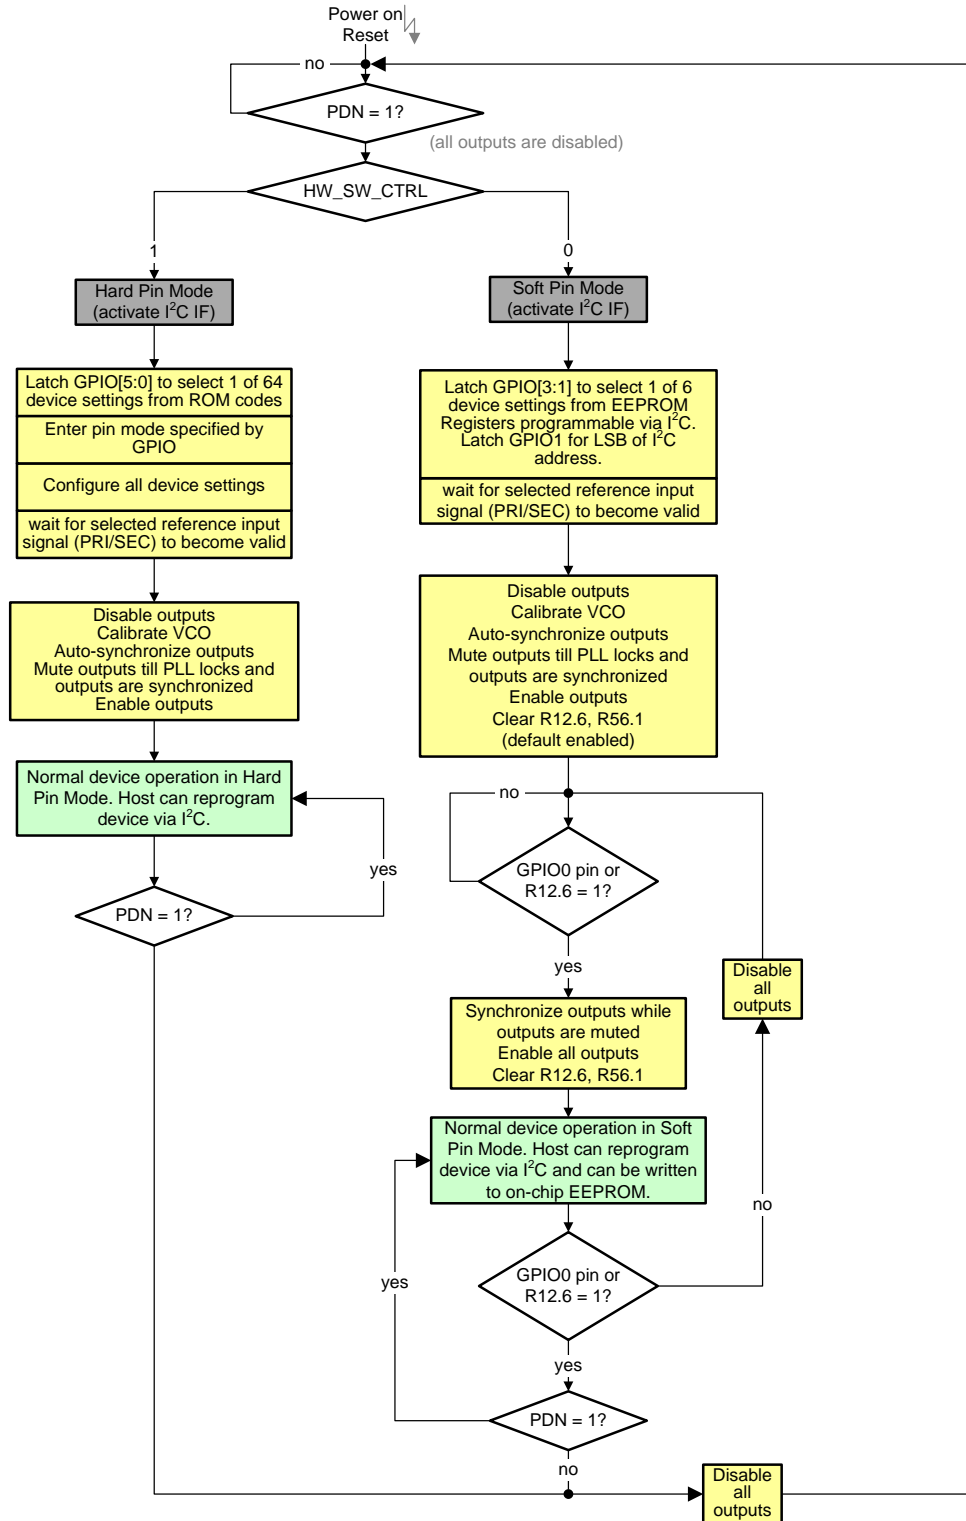 Power on
Reset
no
PDN = 1?
(all outputs are disabled)
HW_SW_CTRL
1
0
Hard Pin Mode
(activate I²C IF)
Soft Pin Mode
(activate I²C IF)
Latch GPIO[5:0] to select 1 of 64
device settings from ROM codes
Enter pin mode specified by
GPIO
Configure all device settings
wait for selected reference input
signal (PRI/SEC) to become valid
Latch GPIO[3:1] to select 1 of 6
device settings from EEPROM
Registers programmable via I²C.
Latch GPIO1 for LSB of I²C
address.
wait for selected reference input
signal (PRI/SEC) to become valid
Disable outputs
Calibrate VCO
Auto-synchronize outputs
Mute outputs till PLL locks and
outputs are synchronized
Enable outputs
Disable outputs
Calibrate VCO
Auto-synchronize outputs
Mute outputs till PLL locks and
outputs are synchronized
Enable outputs
Clear R12.6, R56.1
(default enabled)
Normal device operation in Hard
Pin Mode. Host can reprogram
device via I²C.
yes
PDN = 1?
no
GPIO0 pin or
R12.6 = 1?
yes
Disable
all
outputs
Synchronize outputs while
outputs are muted
Enable all outputs
Clear R12.6, R56.1
Normal device operation in Soft
Pin Mode. Host can reprogram
device via I²C and can be written
to on-chip EEPROM.
no
GPIO0 pin or
R12.6 = 1?
yes
yes
PDN = 1?
no
Disable
all
outputs